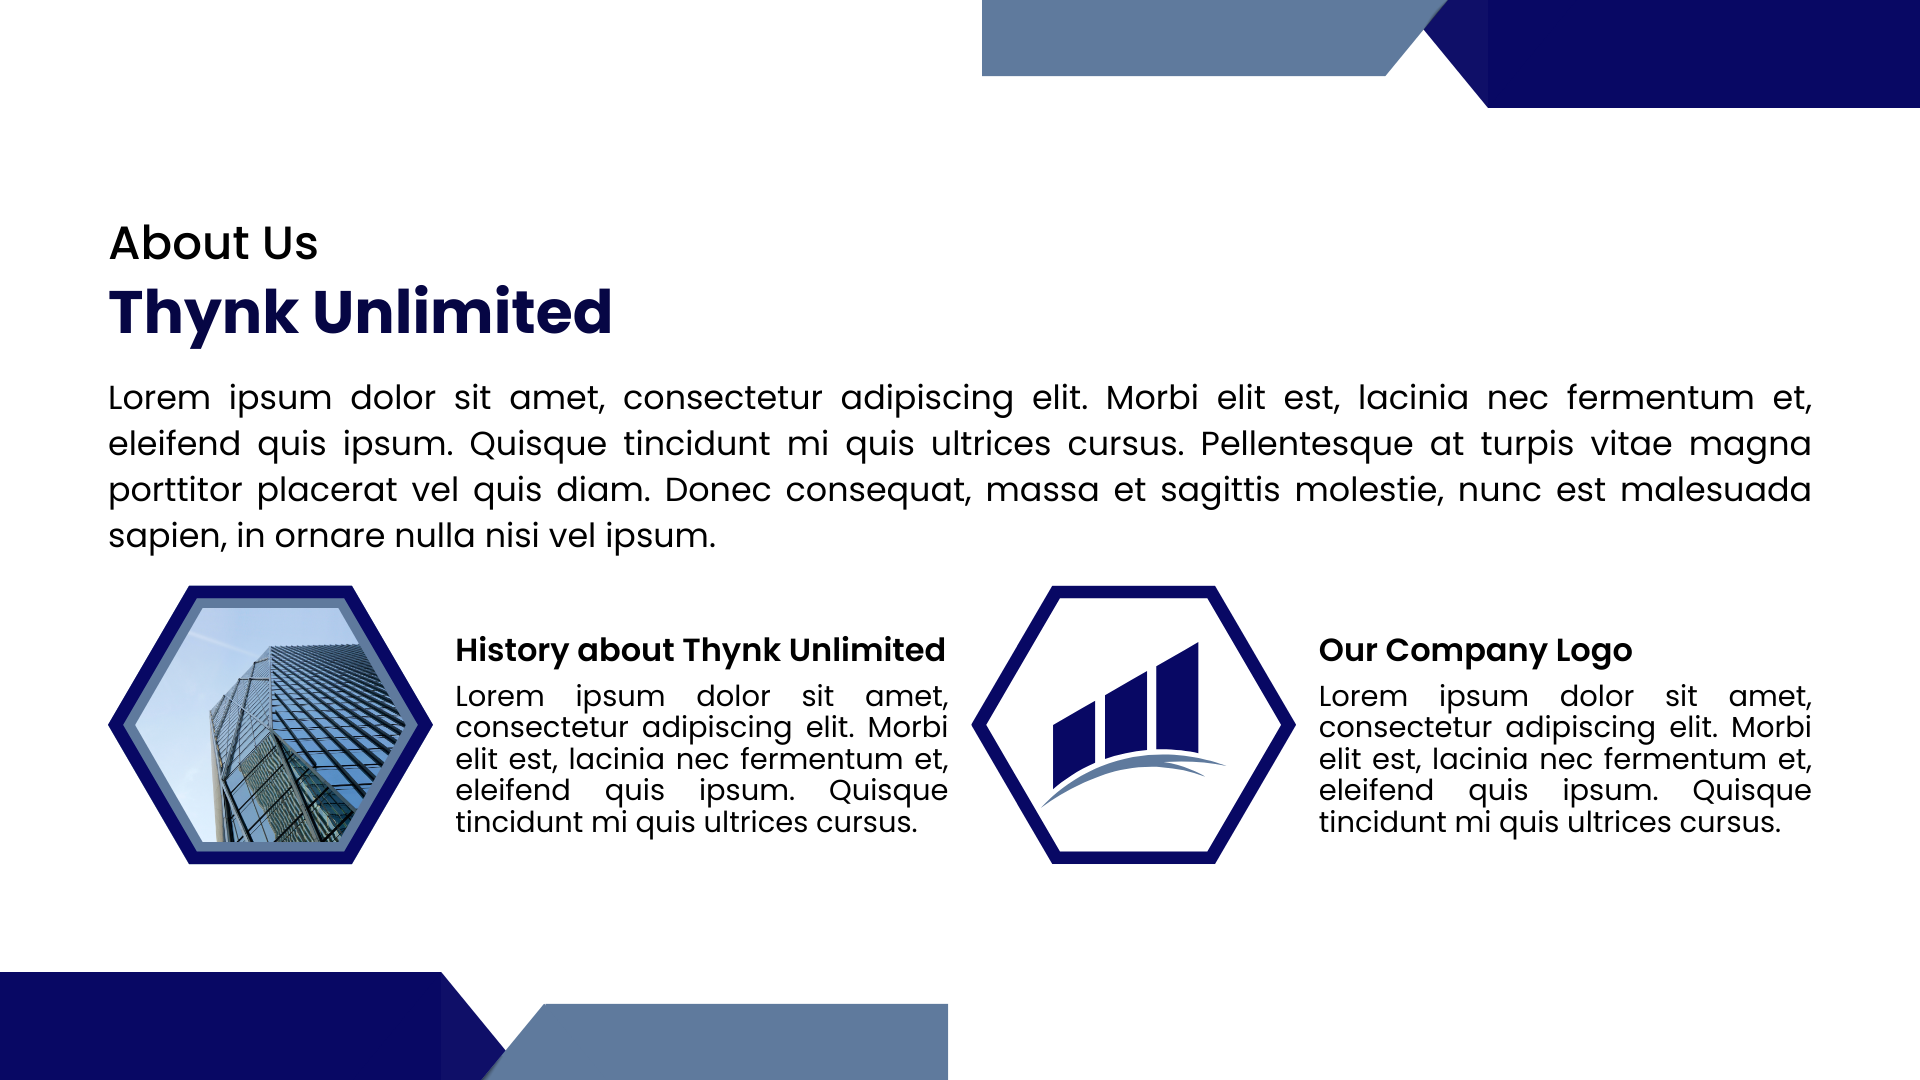 About Us
Thynk Unlimited
Lorem ipsum dolor sit amet, consectetur adipiscing elit. Morbi elit est, lacinia nec fermentum et,
eleifend quis ipsum. Quisque tincidunt mi quis ultrices cursus. Pellentesque at turpis vitae magna
porttitor placerat vel quis diam. Donec consequat, massa et sagittis molestie, nunc est malesuada
sapien, in ornare nulla nisi vel ipsum.
History about Thynk Unlimited
Lorem ipsum dolor sit amet,
consectetur adipiscing elit. Morbi
elit est, lacinia nec fermentum et,
eleifend quis ipsum. Quisque
tincidunt mi quis ultrices cursus.
Our Company Logo
Lorem ipsum dolor sit amet,
consectetur adipiscing elit. Morbi
elit est, lacinia nec fermentum et,
eleifend quis ipsum. Quisque
tincidunt mi quis ultrices cursus.